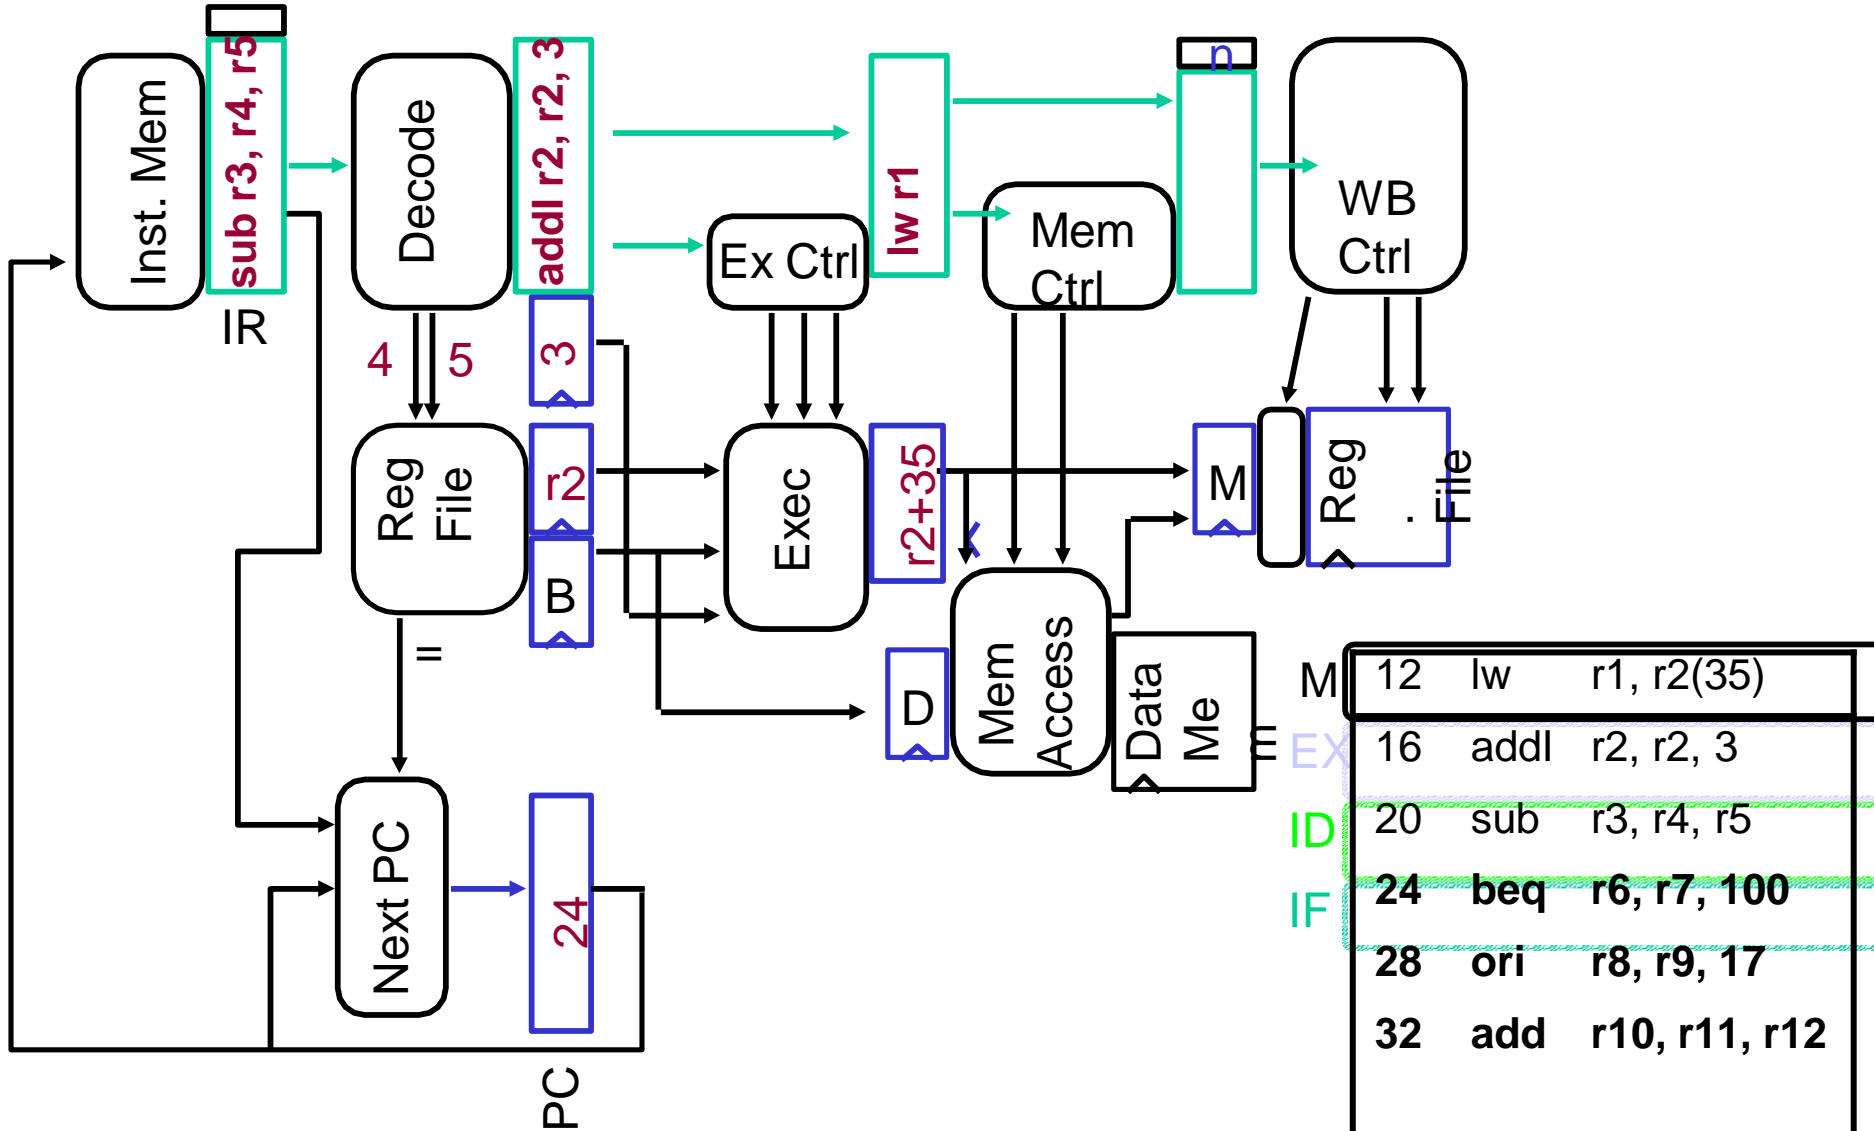 Inst. Mem
sub r3, r4, r5
IR
Decode
addI r2, r2, 3
4
5
3
Reg
File
r2
B
=
Ex Ctrl
Exec
lw r1
r2+35
Mem
Ctrl
n
WB
Ctrl
M
Reg
.
File
D
Mem
Access
Data
Me
m
Next PC
24
PC
M
12 lw r1, r2(35)
EX
16 addI r2, r2, 3
ID
20 sub r3, r4, r5
IF
24 beq r6, r7, 100
28 ori r8, r9, 17
32 add r10, r11, r12